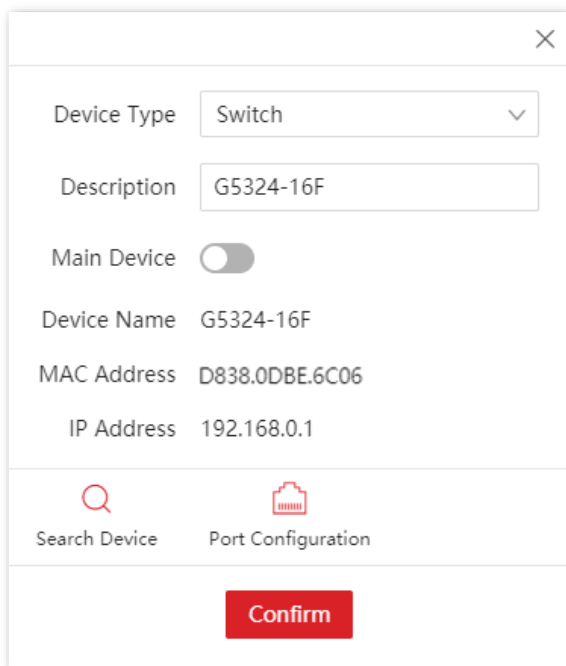 Device Type Switch
Description G5324-16F
Main Device
Device Name G5324-16F
MAC Address D838.0DBE.6C06
IP Address 192.168.0.1
Search Device Port Configuration
Confirm